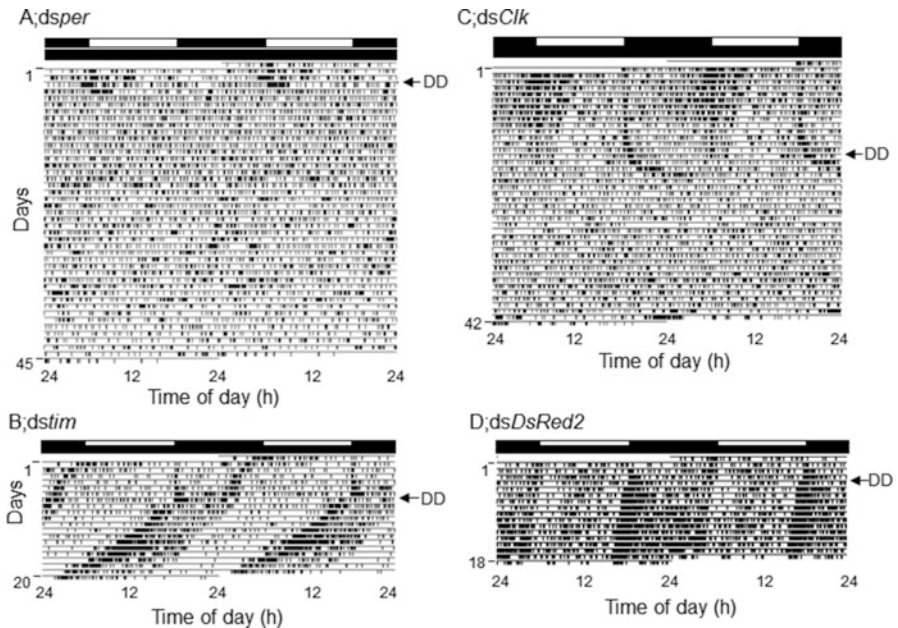 A;dsper
1
DD
Days
45
24 12 24 12 24
Time of day (h)
B;dstim
1
DD
Days
20
24 12 24 12 24
Time of day (h)
C;dsClk
1
DD
42
24 12 24 12 24
Time of day (h)
D;dsDsRed2
1
DD
18
24 12 24 12 24
Time of day (h)